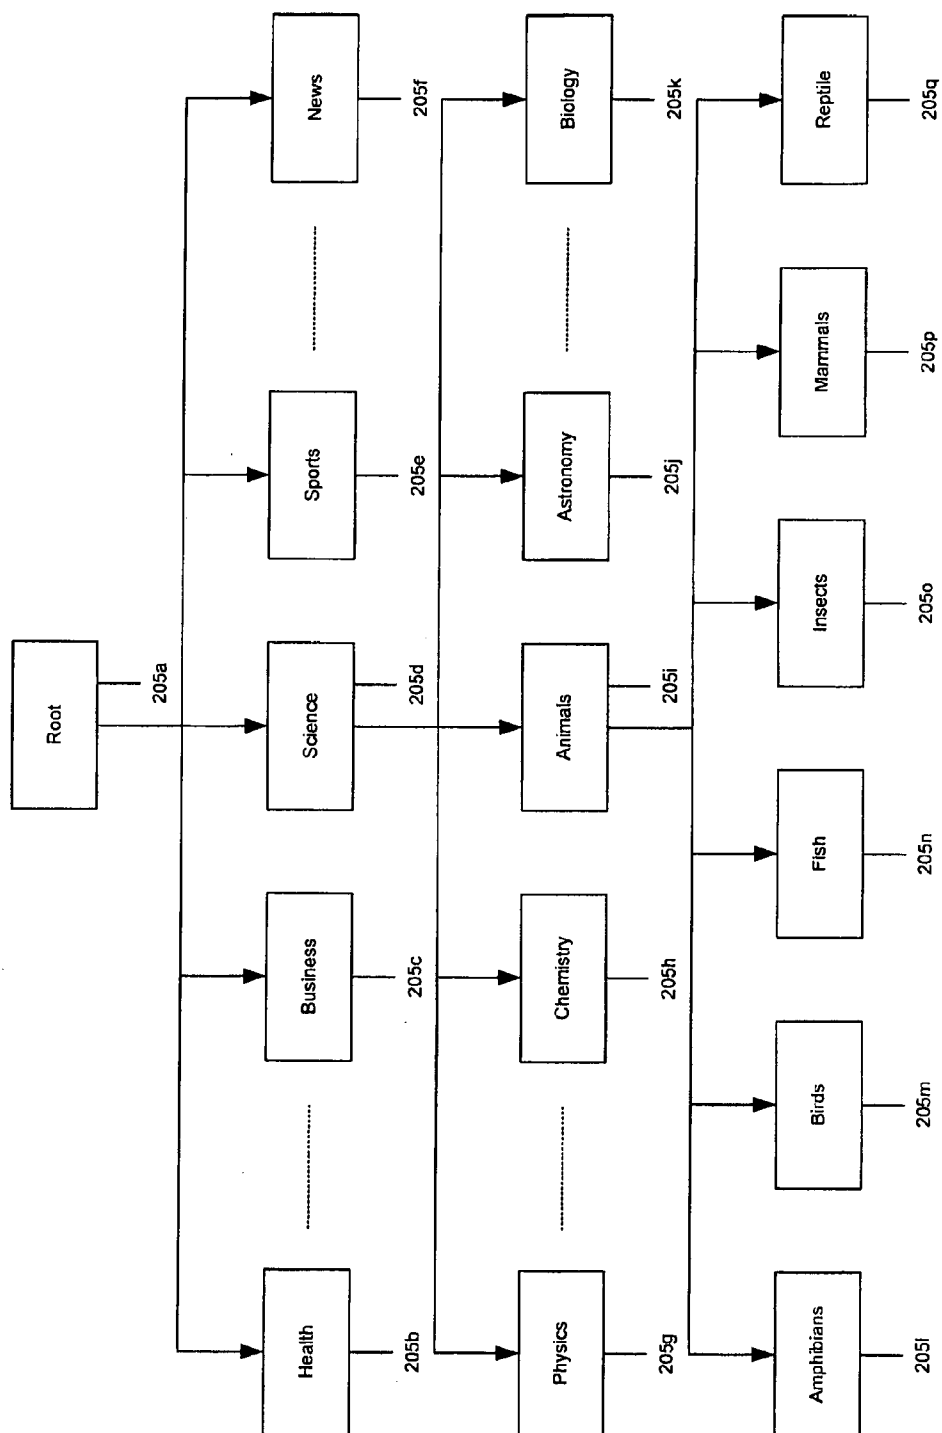 Root
205a
Health
205b
Business
205c
Science
205d
Sports
205e
News
205f
Physics
205g
Chemistry
205h
Animals
205i
Astronomy
205j
Biology
205k
Amphibians
205l
Birds
205m
Fish
205n
Insects
205o
Mammals
205p
Reptile
205q